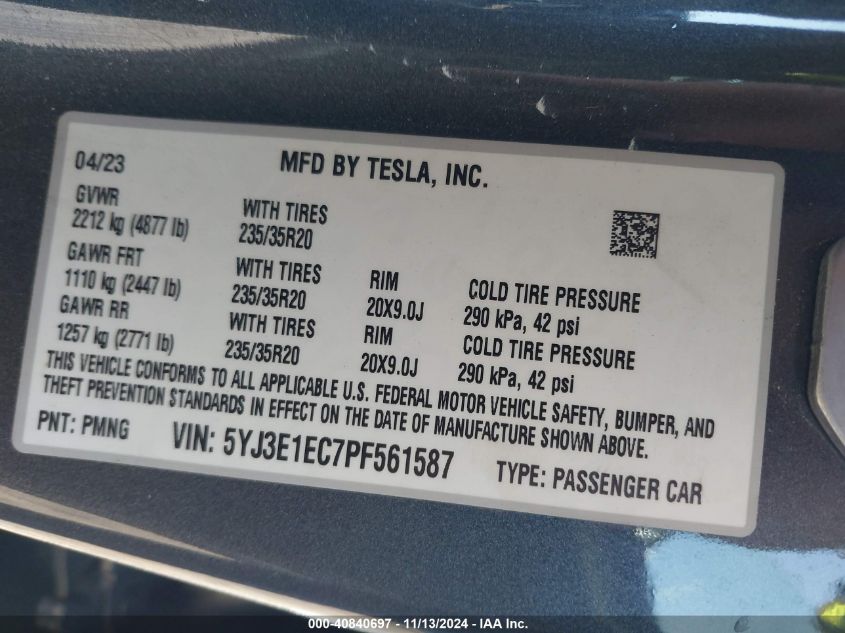 04/23 MFD BY TESLA, INC.
GVWR
2212 kg (4877 lb) WITH TIRES
235/35R20
GAWR FRT
1110 kg (2447 lb) WITH TIRES
235/35R20 RIM
20X9.0J COLD TIRE PRESSURE
290 kPa, 42 psi
GAWR RR
1257 kg (2771 lb) WITH TIRES
235/35R20 RIM
20X9.0J COLD TIRE PRESSURE
290 kPa, 42 psi
THIS VEHICLE CONFORMS TO ALL APPLICABLE U.S. FEDERAL MOTOR VEHICLE SAFETY, BUMPER, AND
THEFT PREVENTION STANDARDS IN EFFECT ON THE DATE OF MANUFACTURE SHOWN ABOVE.
PNT: PMNG VIN: 5YJ3E1EC7PF561587 TYPE: PASSENGER CAR
000-40840697 - 11/13/2024 - IAA Inc.